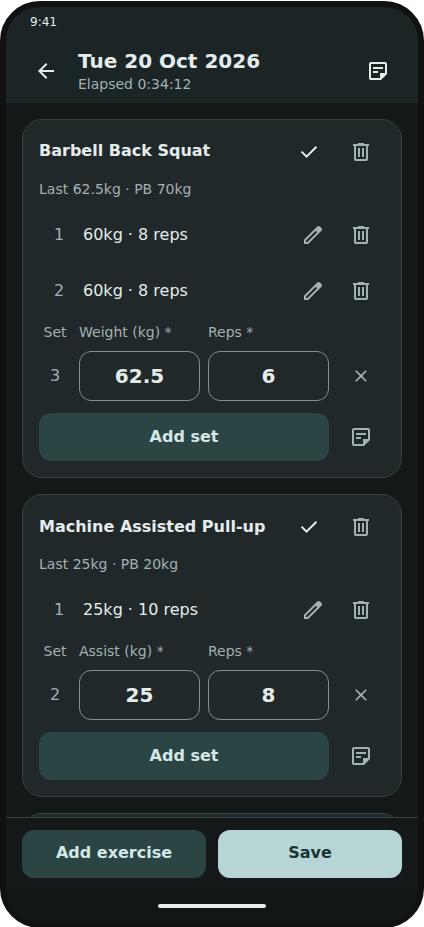 9:41
Tue 20 Oct 2026
Elapsed 0:34:12
Barbell Back Squat
Last 62.5kg · PB 70kg
1 60kg · 8 reps
2 60kg · 8 reps
Set Weight (kg) * Reps *
3 62.5 6
Add set
Machine Assisted Pull-up
Last 25kg · PB 20kg
1 25kg · 10 reps
Set Assist (kg) * Reps *
2 25 8
Add set
Add exercise Save